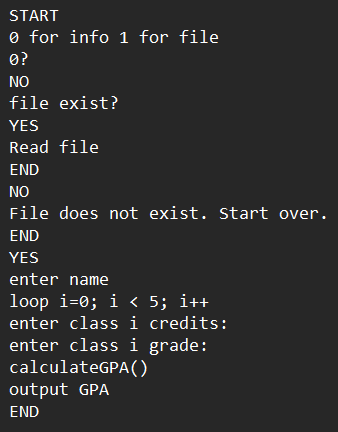 START
0 for info 1 for file
0?
NO
file exist?
YES
Read file
END
NO
File does not exist. Start over.
END
YES
enter name
loop i=0; i < 5; i++
enter class i credits:
enter class i grade:
calculateGPA()
output GPA
END